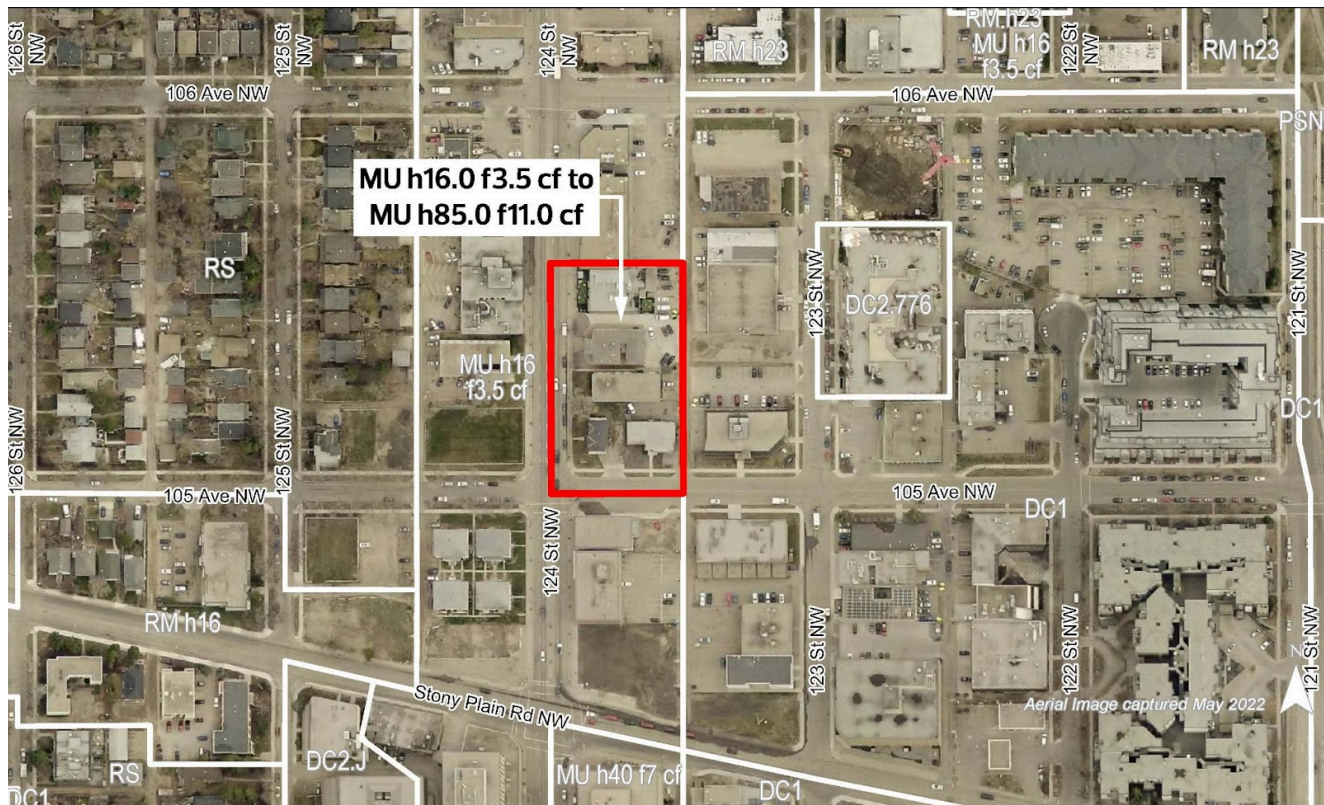 126 St
NW
125 St
NW
124 St
NW
RM h23
RM h23
MU h16
f3.5 cf
122 St
NW
RM h23
106 Ave NW
106 Ave NW
PSN
MU h16.0 f3.5 cf to
MU h85.0 f11.0 cf
RS
123 St NW
DC2.776
121 St NW
MU h16
f3.5 cf
DC1
126 St NW
125 St NW
105 Ave NW
105 Ave NW
DC1
124 St NW
RM h16
123 St NW
122 St NW
N
121 St NW
Stony Plain Rd NW
Aerial Image captured May 2022
RS
DC2.J
MU h40 f7 cf
DC1
DC1